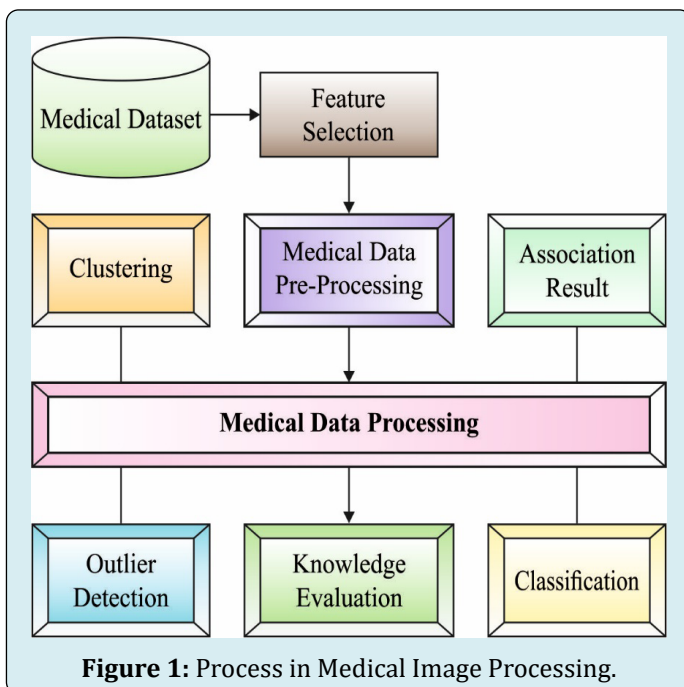 Medical Dataset
Feature
Selection
Clustering
Medical Data
Pre-Processing
Association
Result
Medical Data Processing
Outlier
Detection
Knowledge
Evaluation
Classification
Figure 1: Process in Medical Image Processing.